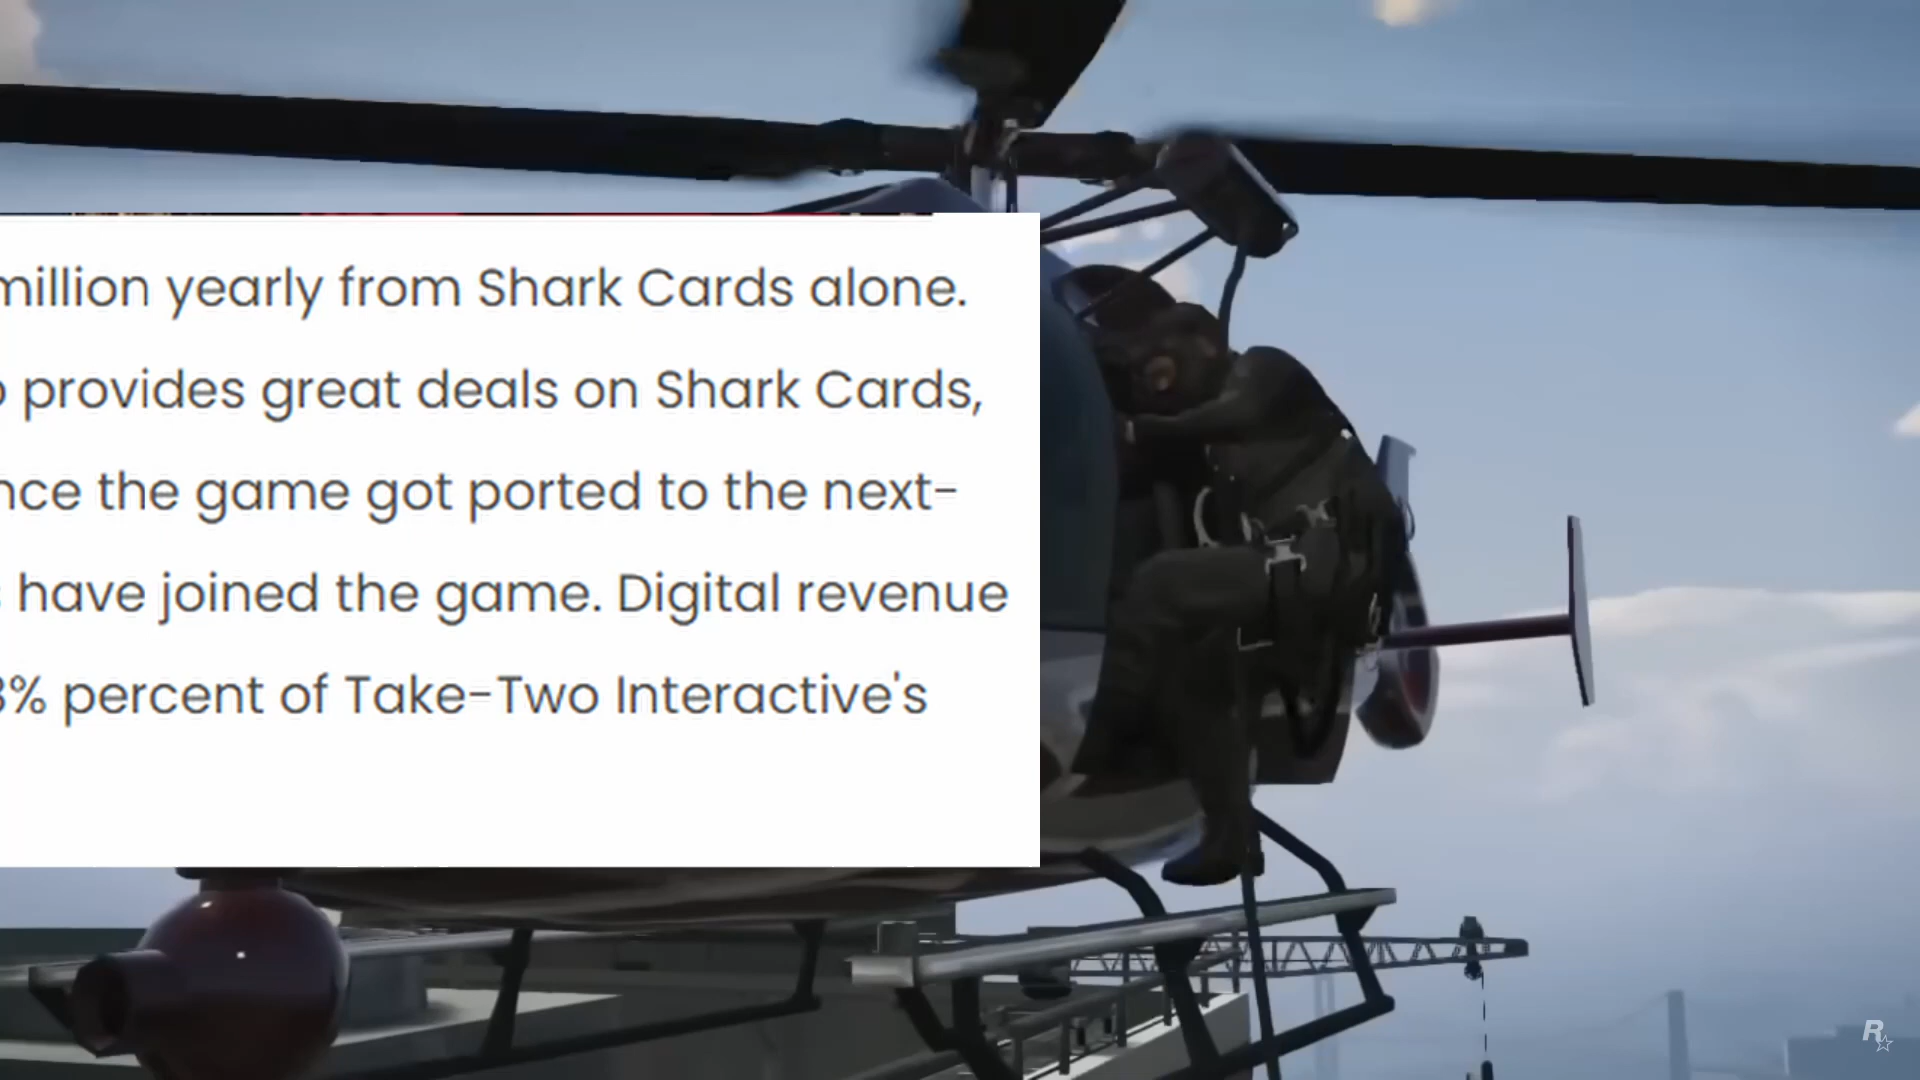 million yearly from Shark Cards alone.
provides great deals on Shark Cards,
the game got ported to the next-
have joined the game. Digital revenue
% percent of Take-Two Interactive's
R